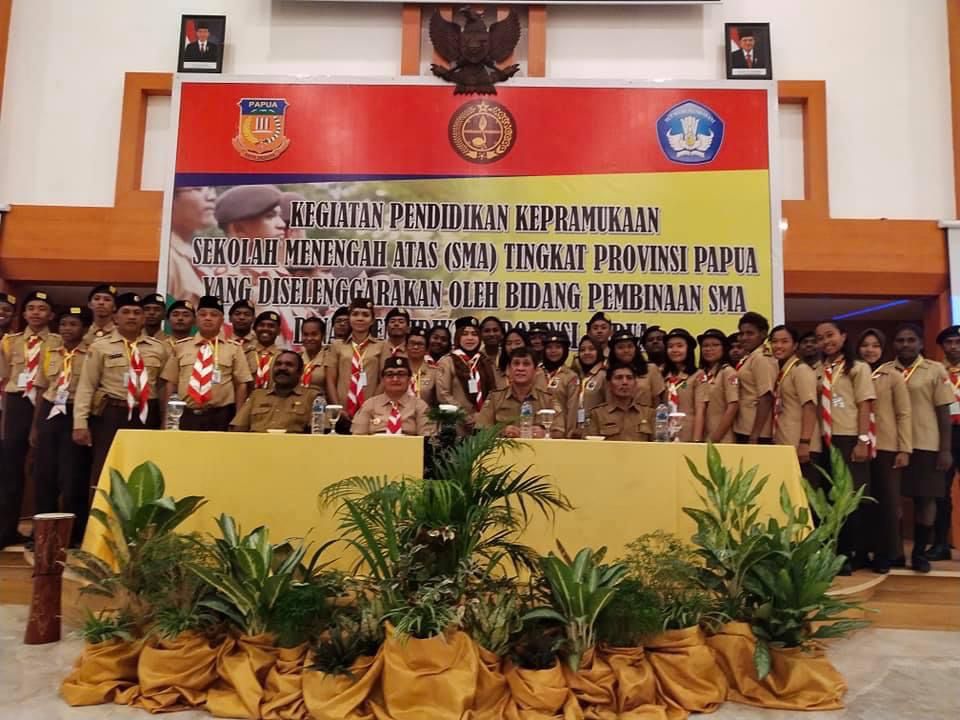 PAPUA
KEGIATAN PENDIDIKAN KEPRAMUKAAN
SEKOLAH MENENGAH ATAS (SMA) TINGKAT PROVINSI PAPUA
YANG DISELENGGARAKAN OLEH BIDANG PEMBINAAN SMA